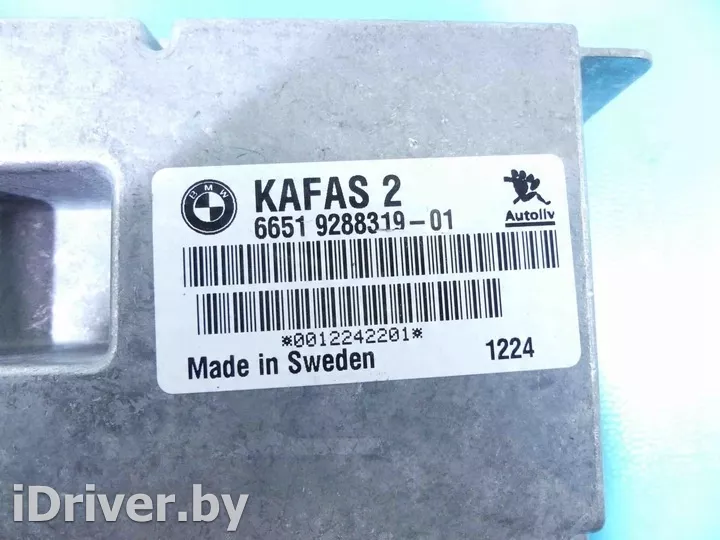 BMW
KAFAS 2
6651 9288319-01
Autoliv
*0012242201*
Made in Sweden
1224
iDriver.by